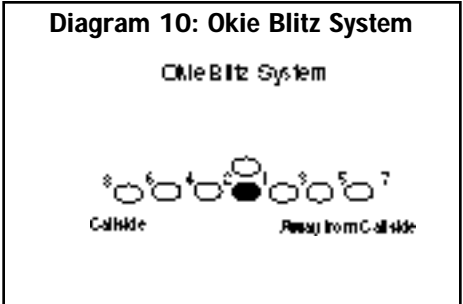 Diagram 10: Okie Blitz System
Okie Blitz System
8 6 4 2 1 3 5 7
Callside Away from Callside